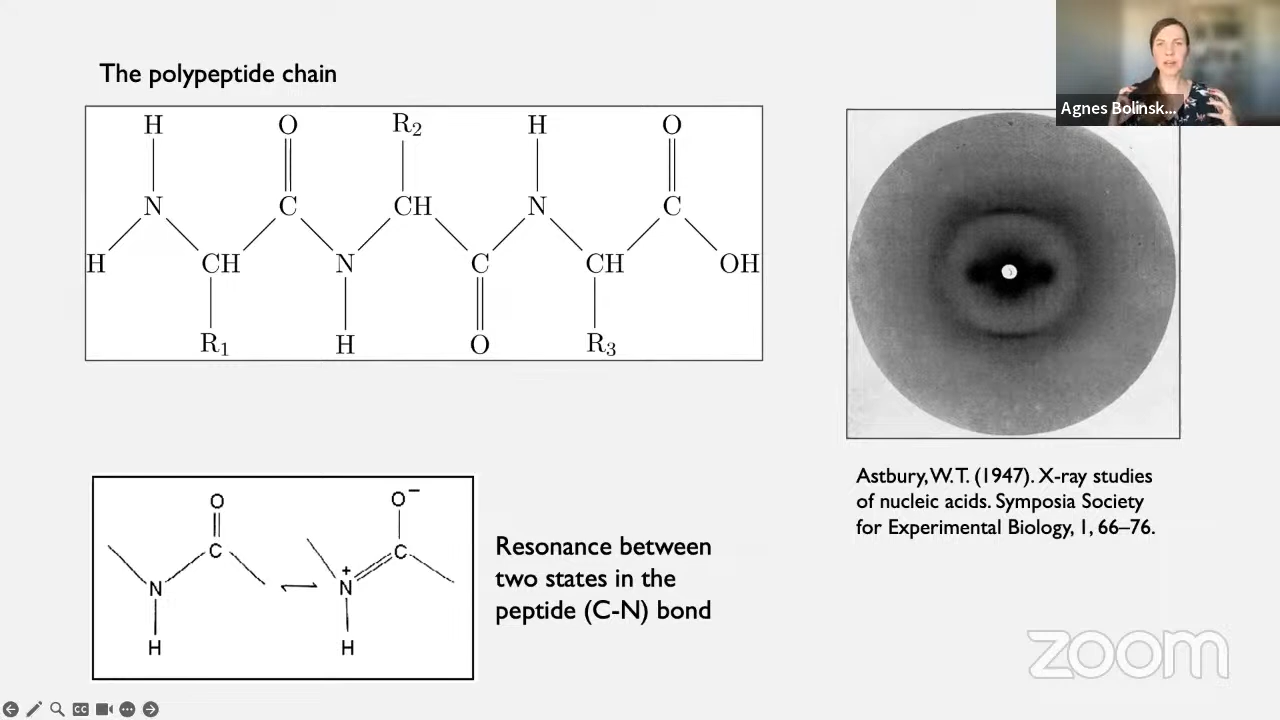 The polypeptide chain
H O R₂ H O
N C CH N C
H CH N C CH OH
R₁ H O R₃
O O⁻
C C
N N⁺
H H
Resonance between
two states in the
peptide (C-N) bond
Agnes Bolinsk...
Astbury, W.T. (1947). X-ray studies
of nucleic acids. Symposia Society
for Experimental Biology, 1, 66–76.
zoom
CC